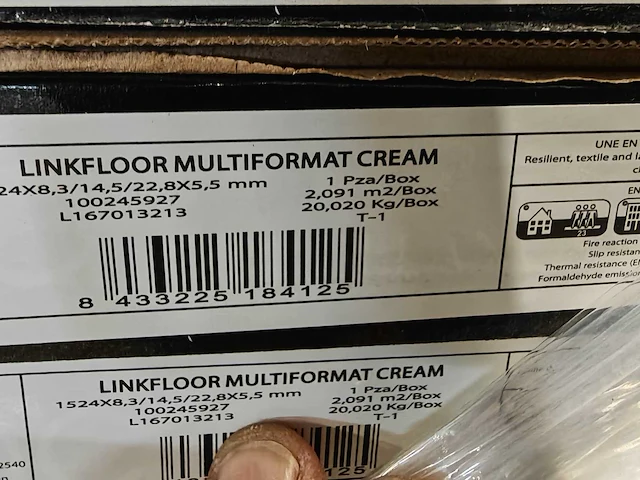 LINKFLOOR MULTIFORMAT CREAM
24X8,3/14,5/22,8X5,5 mm
100245927
L167013213
1 Pza/Box
2,091 m2/Box
20,020 Kg/Box
T-1
8 433225 184125
UNE EN
Resilient, textile and
EN
23
Fire reaction
Slip
Thermal resistance
Formaldehyde
LINKFLOOR MULTIFORMAT CREAM
1524X8,3/14,5/22,8X5,5 mm
100245927
L167013213
1 Pza/Box
2,091 m2/Box
20,020 Kg/Box
T-1
125
2540